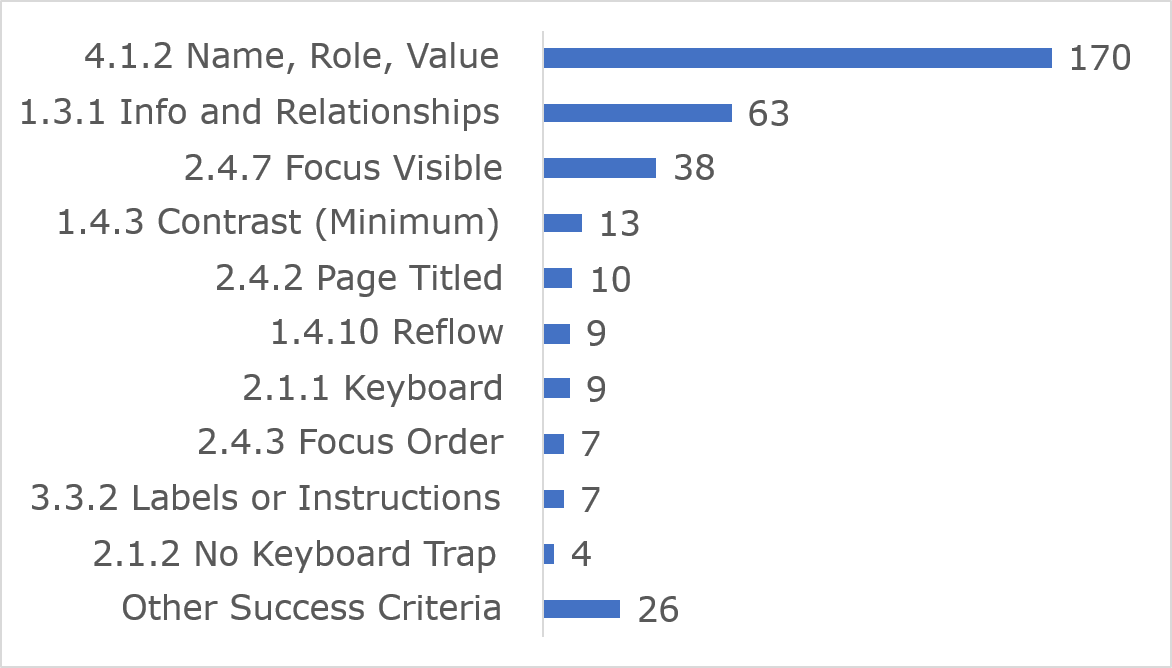 4.1.2 Name, Role, Value 170
1.3.1 Info and Relationships 63
2.4.7 Focus Visible 38
1.4.3 Contrast (Minimum) 13
2.4.2 Page Titled 10
1.4.10 Reflow 9
2.1.1 Keyboard 9
2.4.3 Focus Order 7
3.3.2 Labels or Instructions 7
2.1.2 No Keyboard Trap 4
Other Success Criteria 26